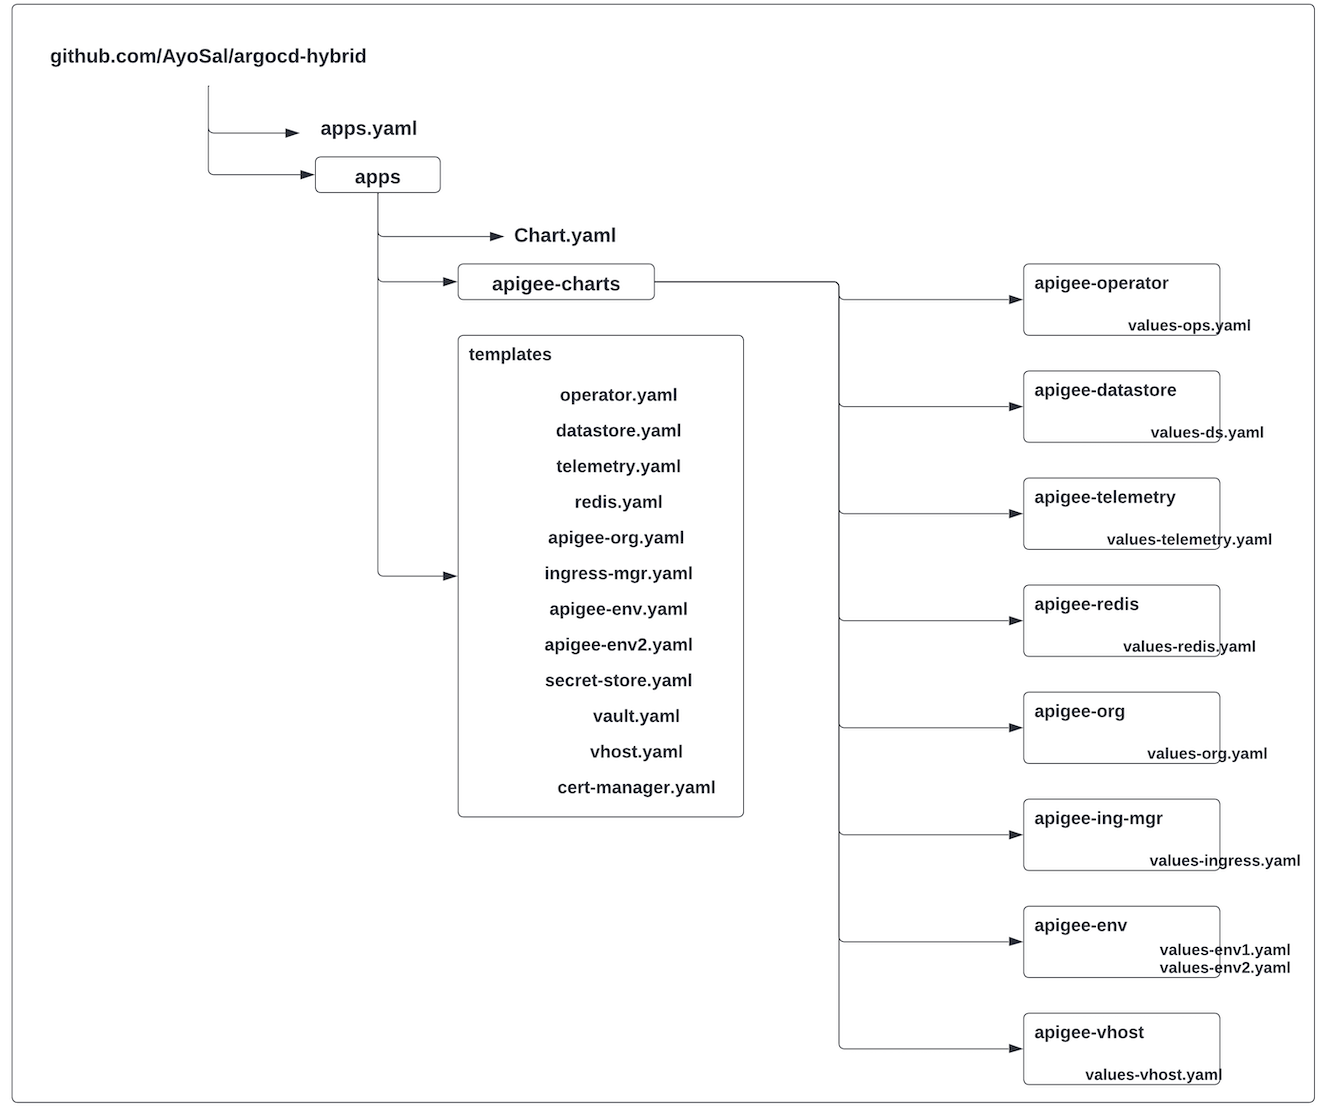 github.com/AyoSal/argocd-hybrid
apps.yaml
apps
Chart.yaml
apigee-charts
templates
operator.yaml
datastore.yaml
telemetry.yaml
redis.yaml
apigee-org.yaml
ingress-mgr.yaml
apigee-env.yaml
apigee-env2.yaml
secret-store.yaml
vault.yaml
vhost.yaml
cert-manager.yaml
apigee-operator
values-ops.yaml
apigee-datastore
values-ds.yaml
apigee-telemetry
values-telemetry.yaml
apigee-redis
values-redis.yaml
apigee-org
values-org.yaml
apigee-ing-mgr
values-ingress.yaml
apigee-env
values-env1.yaml
values-env2.yaml
apigee-vhost
values-vhost.yaml